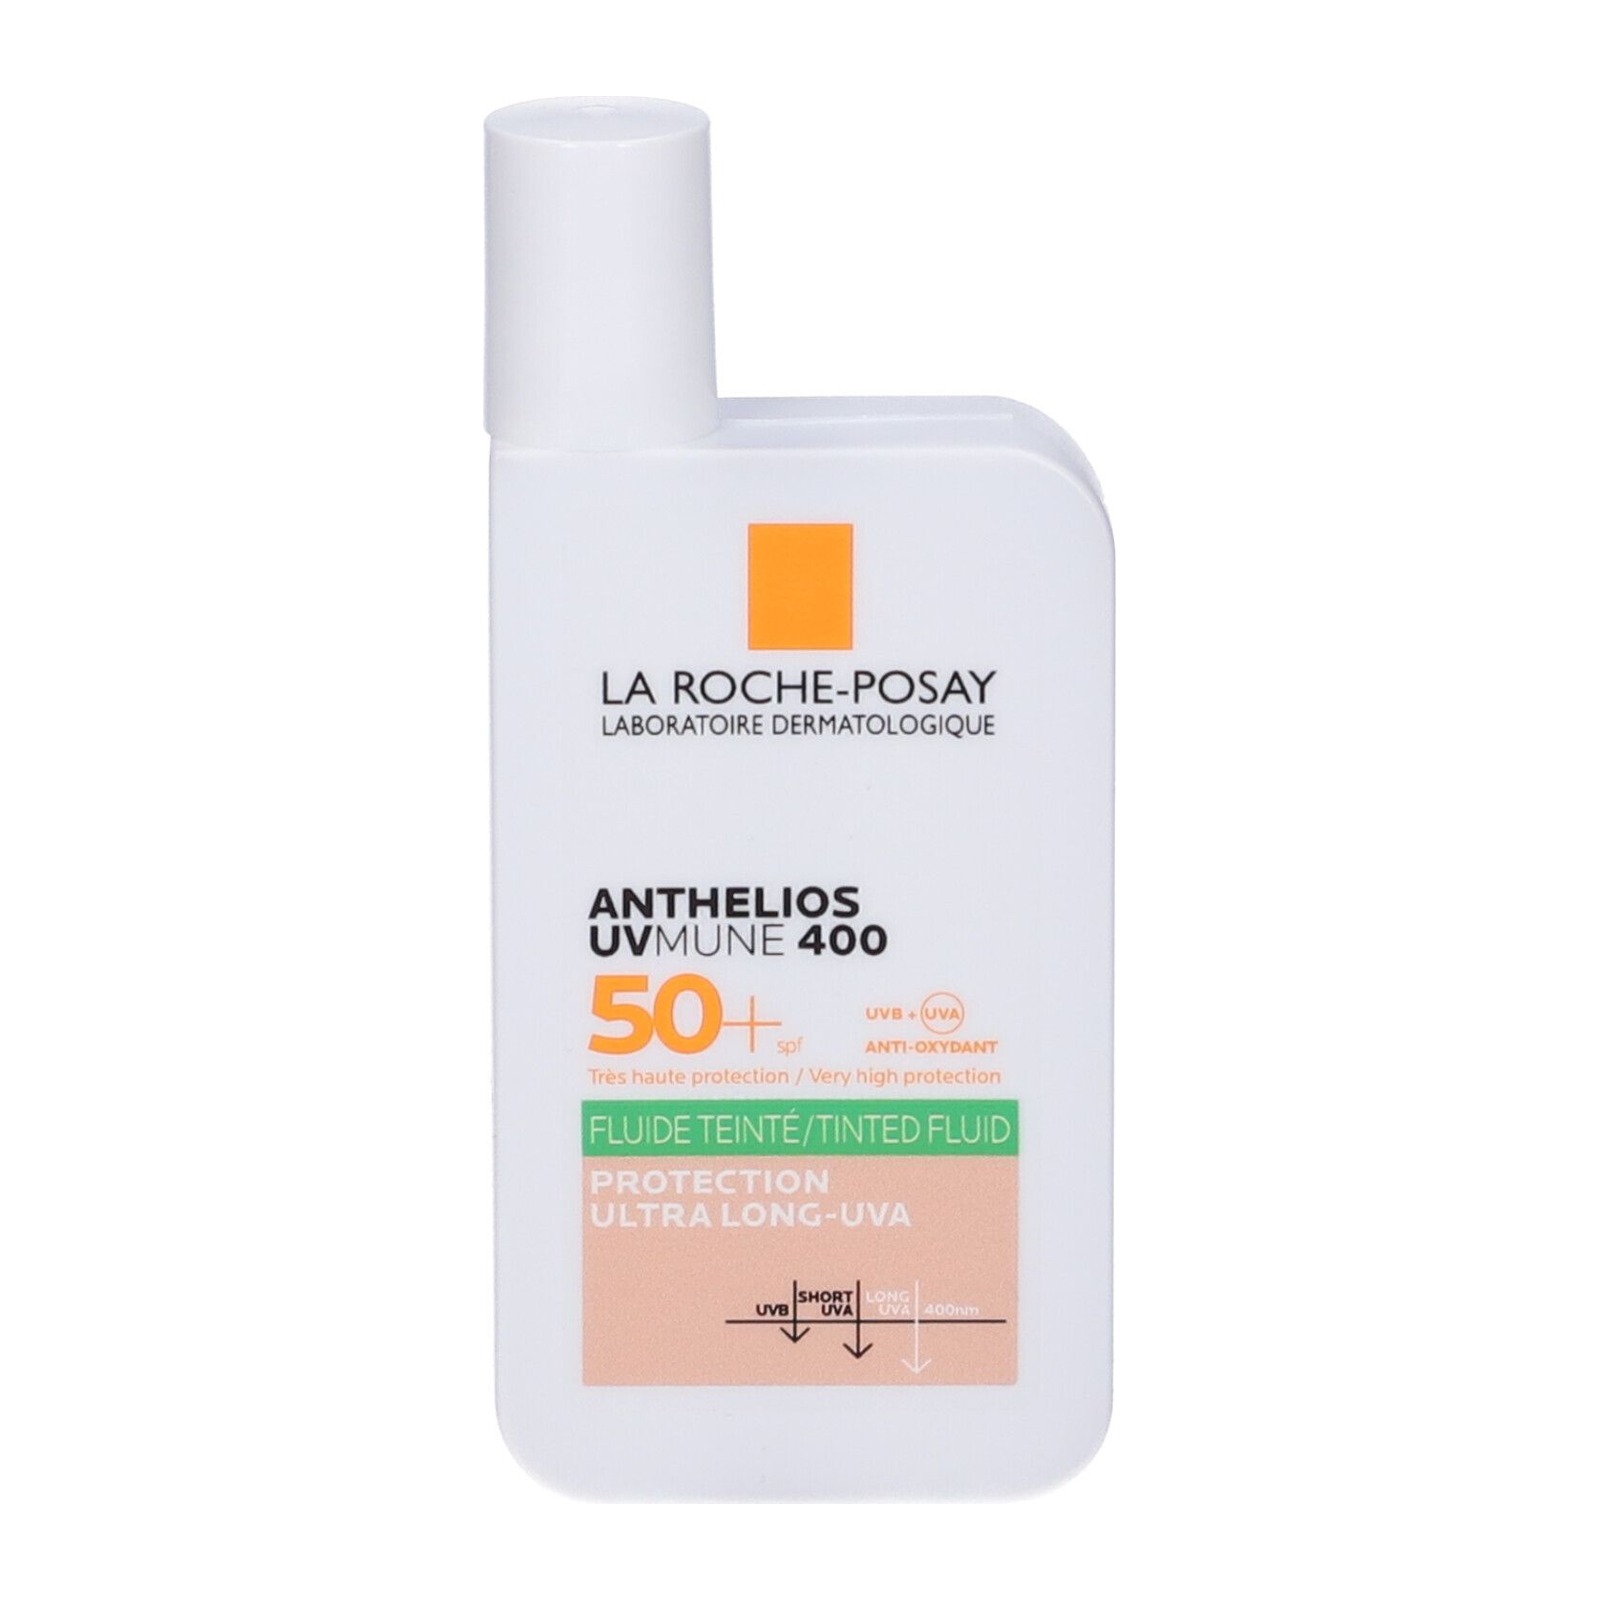 LA ROCHE-POSAY
LABORATOIRE DERMATOLOGIQUE
ANTHELIOS
UVMUNE 400
50+ spf
UVB + UVA
ANTI-OXYDANT
Très haute protection / Very high protection
FLUIDE TEINTÉ/TINTED FLUID
PROTECTION
ULTRA LONG-UVA
UVB
SHORT
UVA
LONG
UVA
400nm